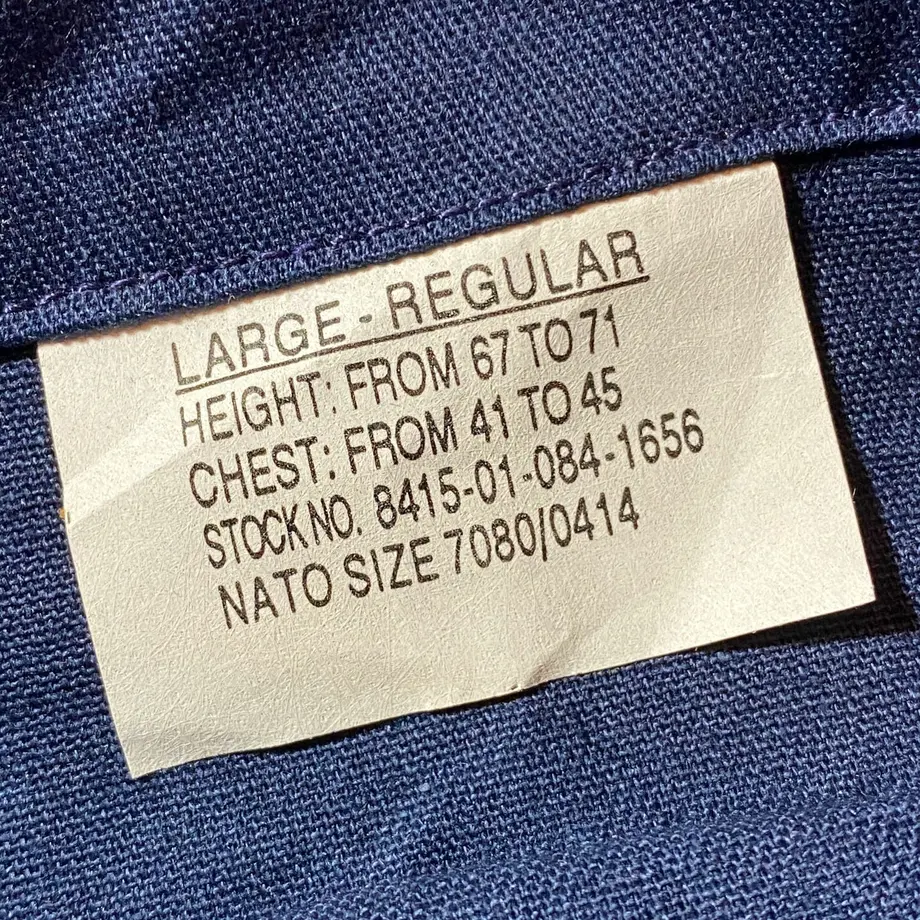 LARGE - REGULAR
HEIGHT: FROM 67 TO 71
CHEST: FROM 41 TO 45
STOCK NO. 8415-01-084-1656
NATO SIZE 7080/0414